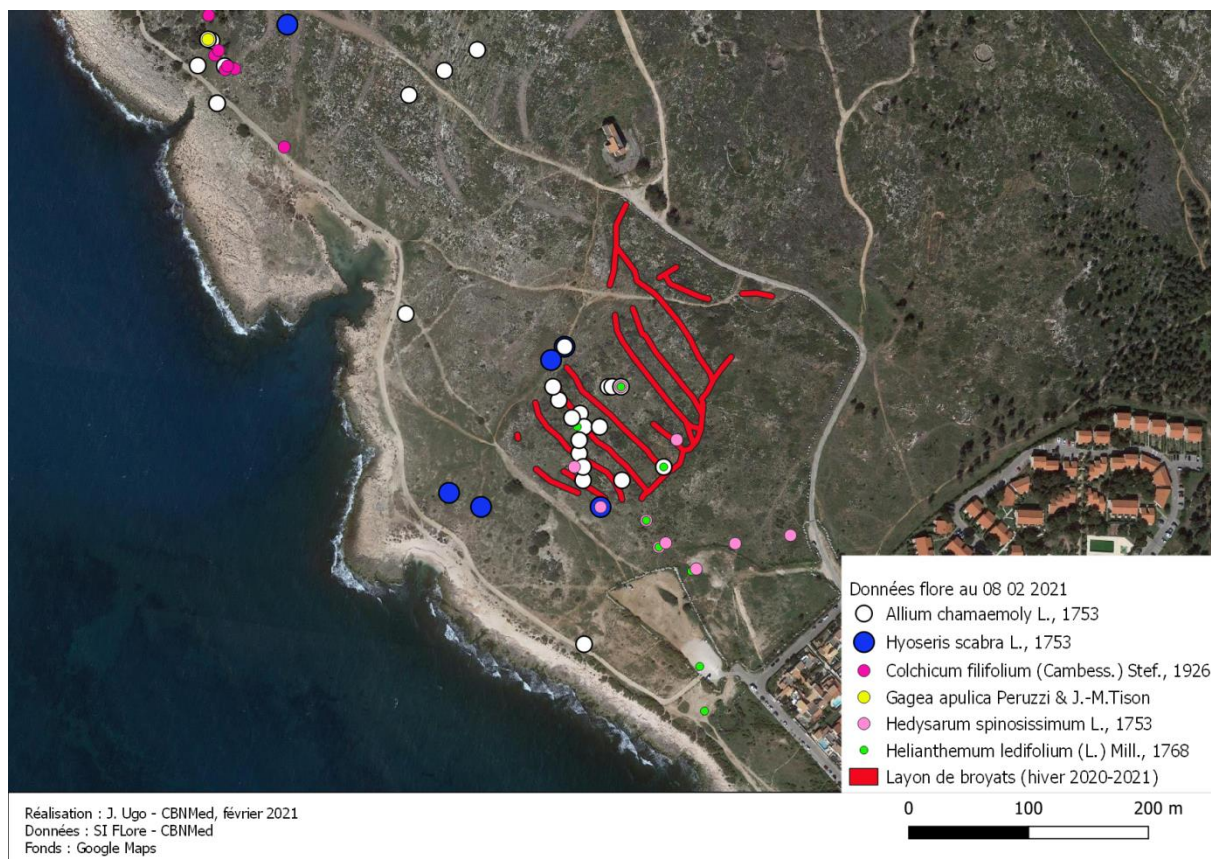 Données flore au 08 02 2021
Allium chamaemoly L., 1753
Hyoseris scabra L., 1753
Colchicum filifolium (Cambess.) Stef., 1926
Gagea apulica Peruzzi & J.-M.Tison
Hedysarum spinosissimum L., 1753
Helianthemum ledifolium (L.) Mill., 1768
Layon de broyats (hiver 2020-2021)
0 100 200 m
Réalisation : J. Ugo - CBNMed, février 2021
Données : SI FLore - CBNMed
Fonds : Google Maps